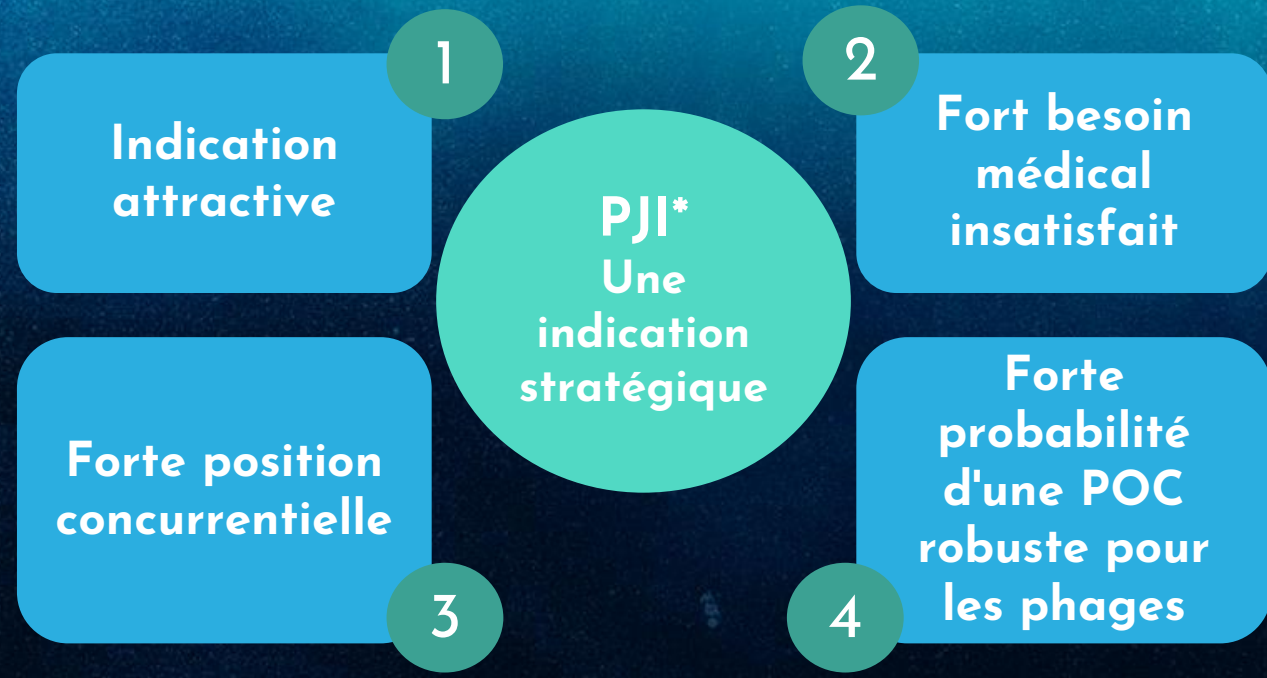 1
Indication
attractive
2
Fort besoin
médical
insatisfait
PJI*
Une
indication
stratégique
Forte position
concurrentielle
3
Forte
probabilité
d'une POC
robuste pour
les phages
4